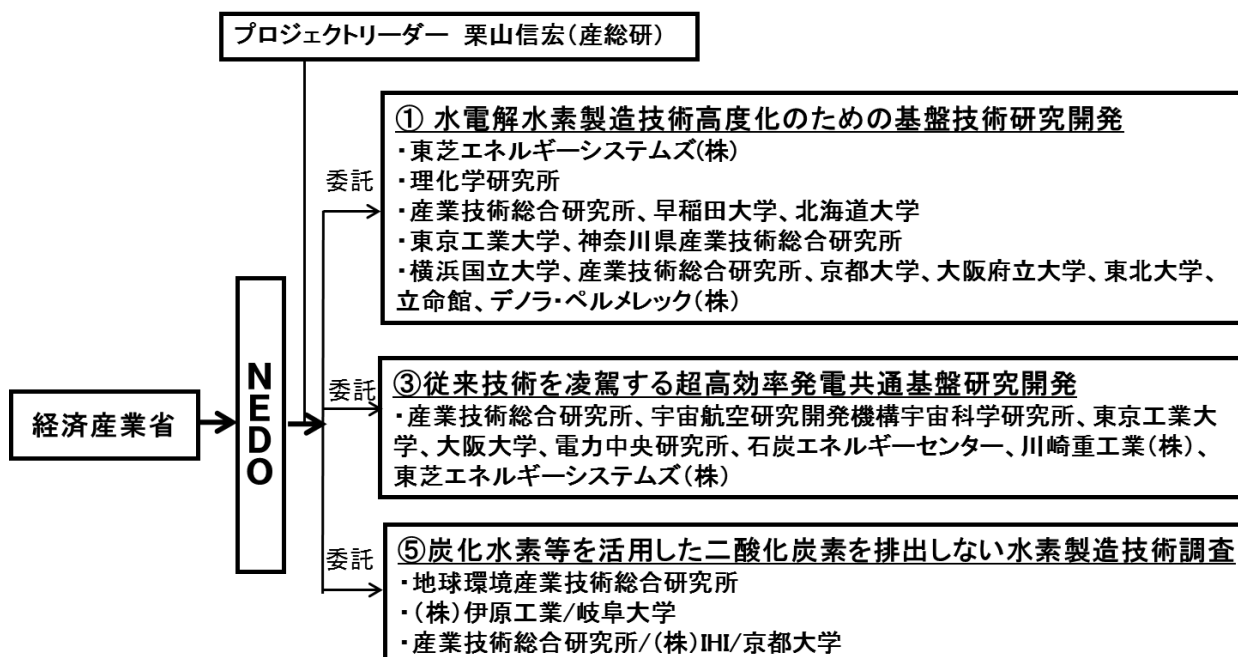 プロジェクトリーダー 栗山信宏(産総研)
① 水電解水素製造技術高度化のための基盤技術研究開発
・東芝エネルギーシステムズ(株)
・理化学研究所
・産業技術総合研究所、早稲田大学、北海道大学
・東京工業大学、神奈川県産業技術総合研究所
・横浜国立大学、産業技術総合研究所、京都大学、大阪府立大学、東北大学、
立命館、デノラ・ペルメレック(株)
委託
経済産業省
NEDO
委託
③従来技術を凌駕する超高効率発電共通基盤研究開発
・産業技術総合研究所、宇宙航空研究開発機構宇宙科学研究所、東京工業大
学、大阪大学、電力中央研究所、石炭エネルギーセンター、川崎重工業(株)、
東芝エネルギーシステムズ(株)
委託
⑤炭化水素等を活用した二酸化炭素を排出しない水素製造技術調査
・地球環境産業技術総合研究所
・(株)伊原工業/岐阜大学
・産業技術総合研究所/(株)IHI/京都大学